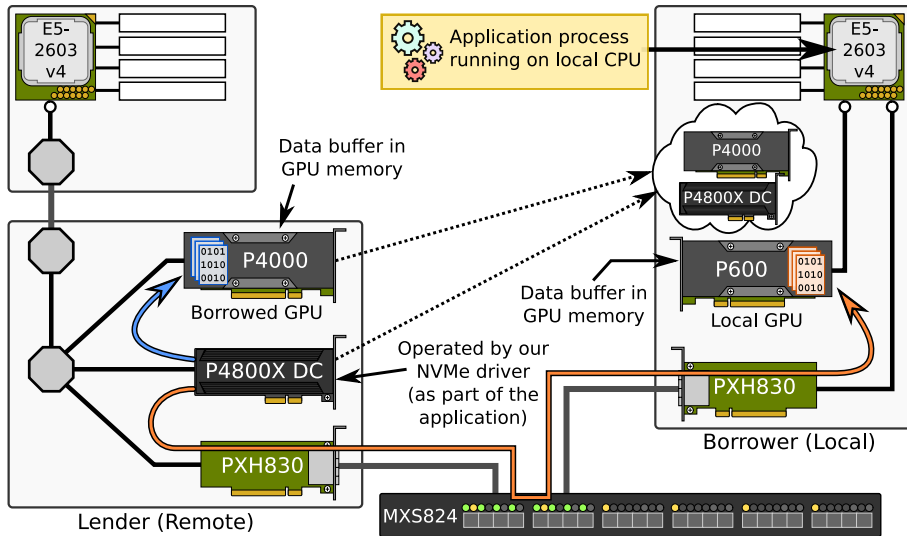 E5-
2603
v4
Application process
running on local CPU
E5-
2603
v4
Data buffer in
GPU memory
P4000
P4800X DC
0101
1010
0010
P4000
Borrowed GPU
P600
0101
1010
0010
Local GPU
Data buffer in
GPU memory
P4800X DC
Operated by our
NVMe driver
(as part of the
application)
PXH830
PXH830
Borrower (Local)
Lender (Remote)
MXS824